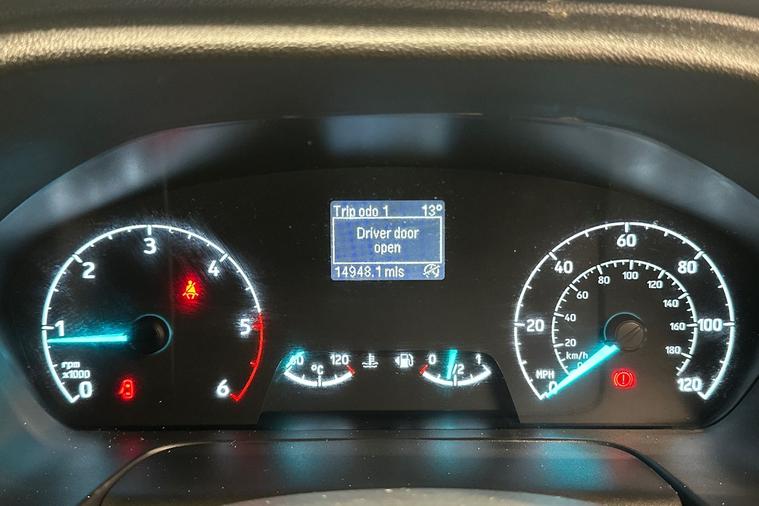 Trip odo 1 13°
Driver door
open
14948.1 mls
0 1 2 3 4 5 6
rpm
x1000
60 120
°C
0 1/2 1
0 20 40 60 80 100 120
MPH
20 40 60 80 100 120 140 160 180
km/h